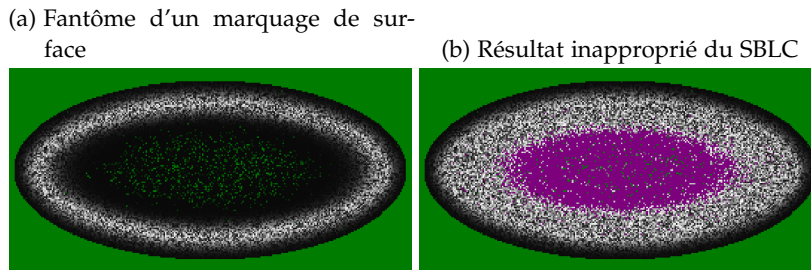 (a) Fantôme d'un marquage de sur-
face
(b) Résultat inapproprié du SBLC